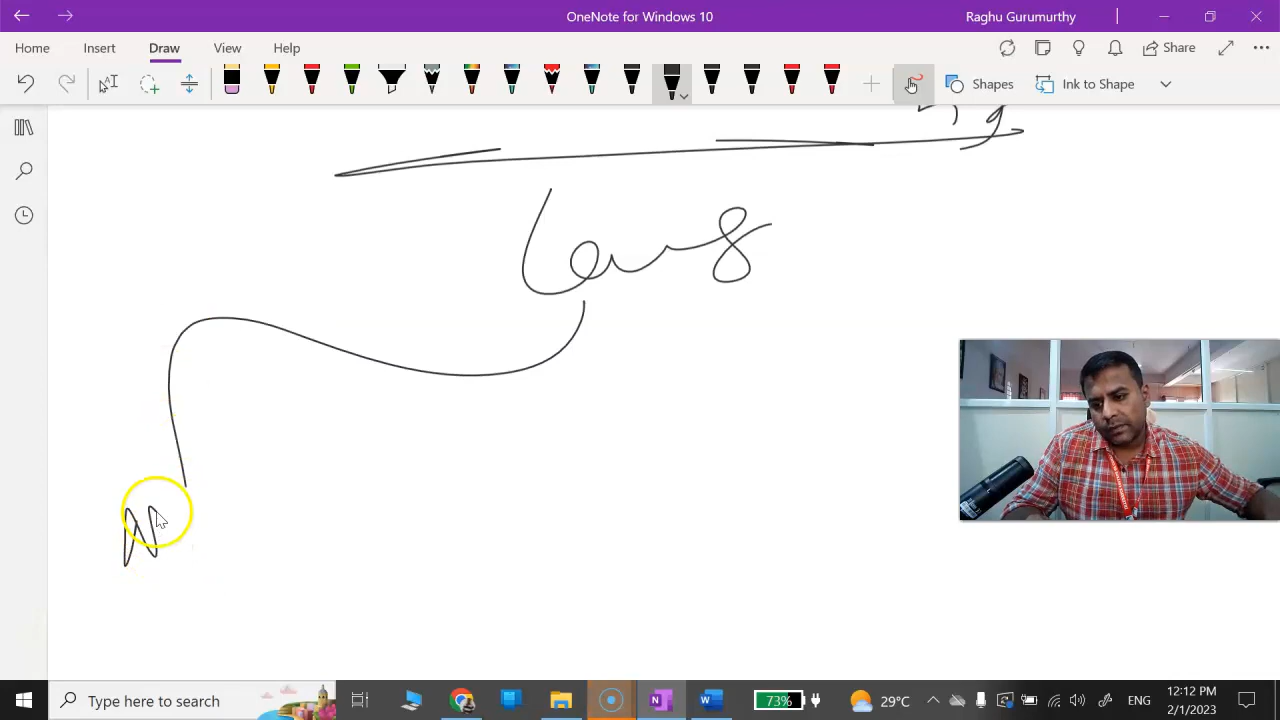 OneNote for Windows 10
Raghu Gurumurthy
Home Insert Draw View Help Share
Shapes Ink to Shape
Type here to search
73%
29°C
ENG
12:12 PM
2/1/2023